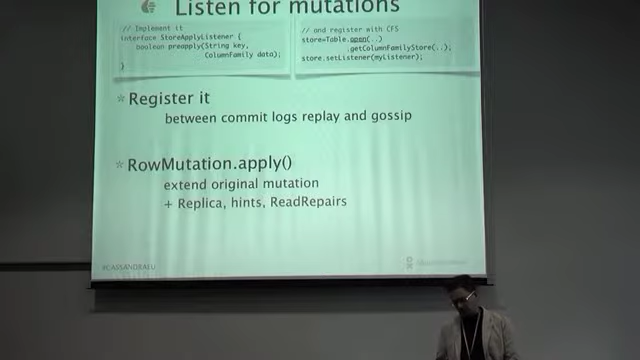 Listen for mutations
// Implement it
interface StoreApplyListener {
boolean preapply(String key,
ColumnFamily data);
}
// and register with CFS
store=Table.open(..)
.getColumnFamilyStore(..);
store.setListener(myListener);
* Register it
between commit logs replay and gossip
* RowMutation.apply()
extend original mutation
+ Replica, hints, ReadRepairs
#CASSANDRAEU